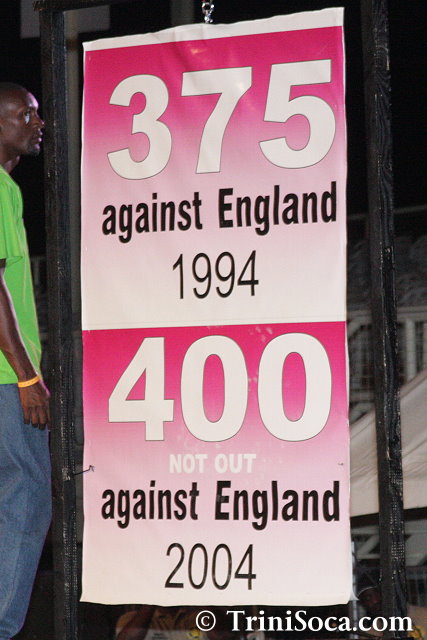 375
against England
1994
400
NOT OUT
against England
2004
© TriniSoca.com